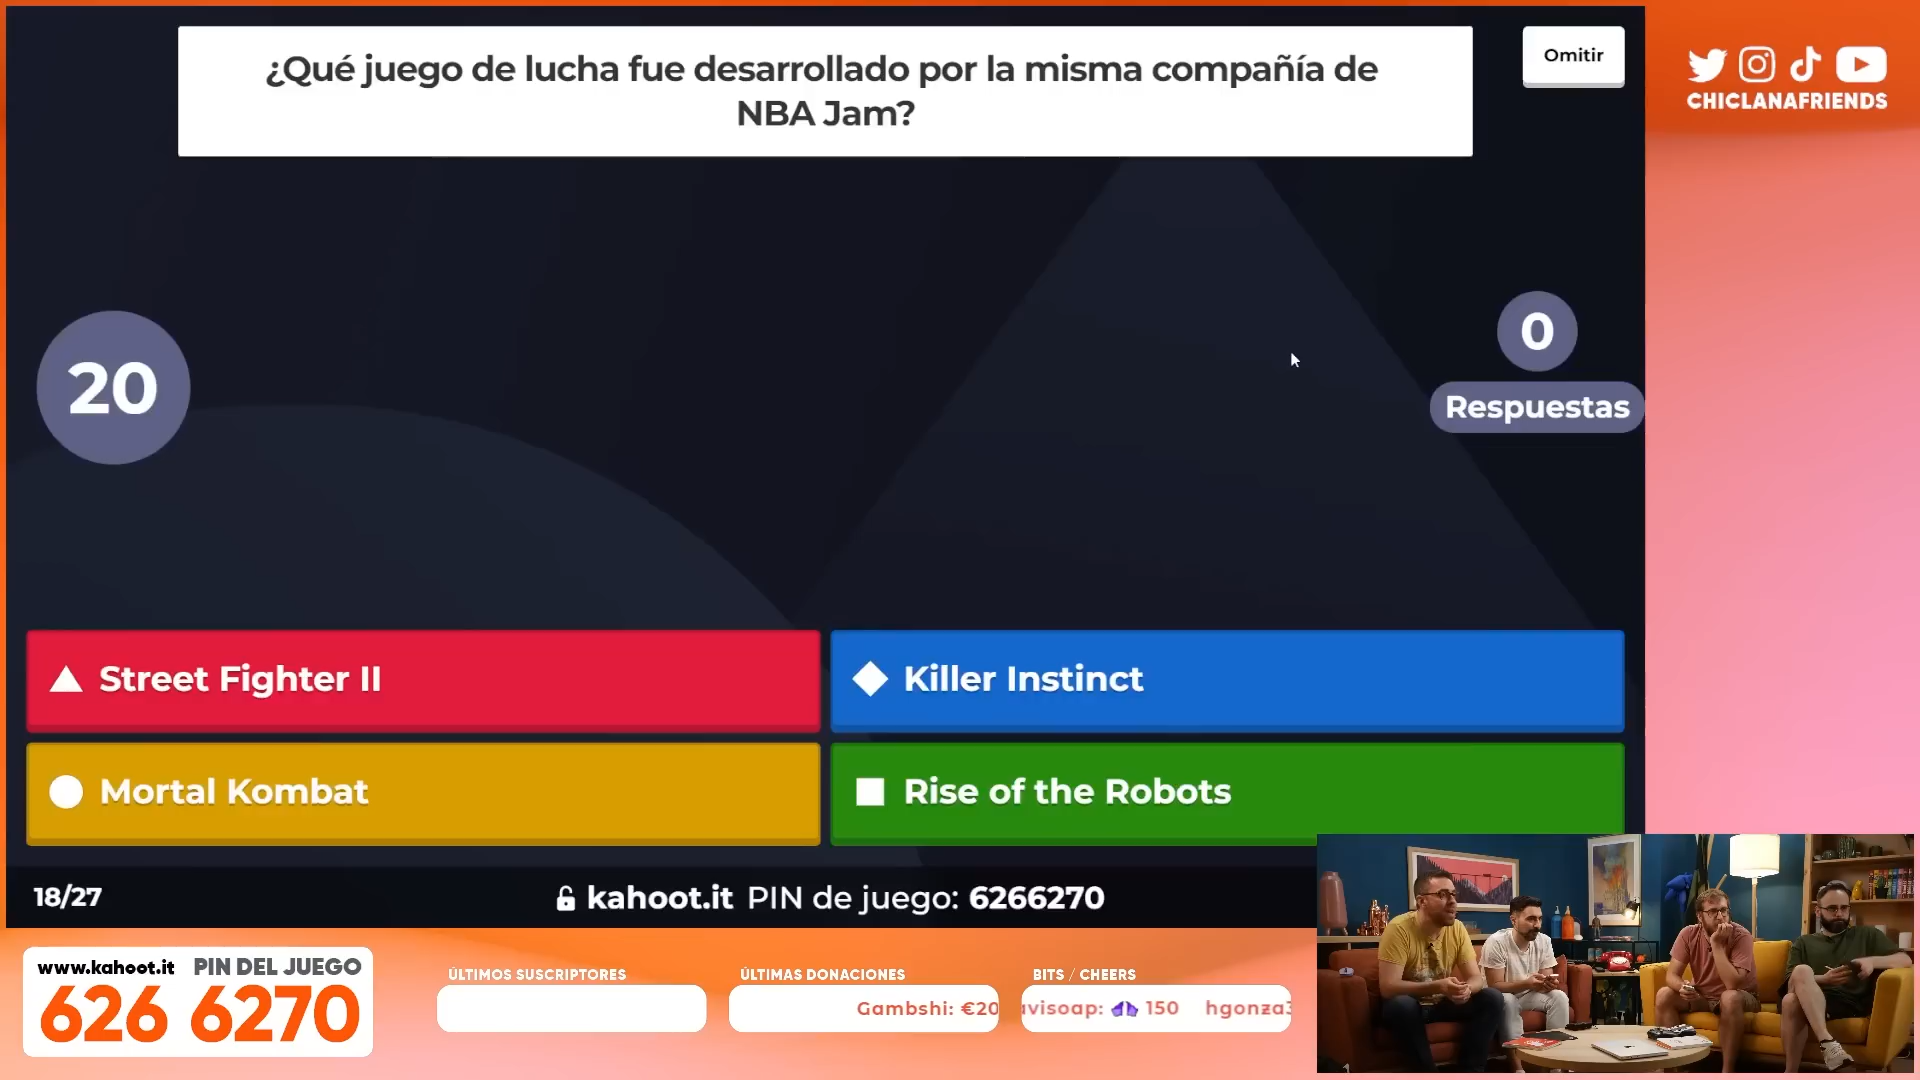 ¿Qué juego de lucha fue desarrollado por la misma compañía de
NBA Jam?
Omitir
CHICLANAFRIENDS
20
0
Respuestas
Street Fighter II
Killer Instinct
Mortal Kombat
Rise of the Robots
18/27
kahoot.it PIN de juego: 6266270
www.kahoot.it PIN DEL JUEGO
626 6270
ÚLTIMOS SUSCRIPTORES
ÚLTIMAS DONACIONES
Gambshi: €20
BITS / CHEERS
avisoap: 150 hgonza3